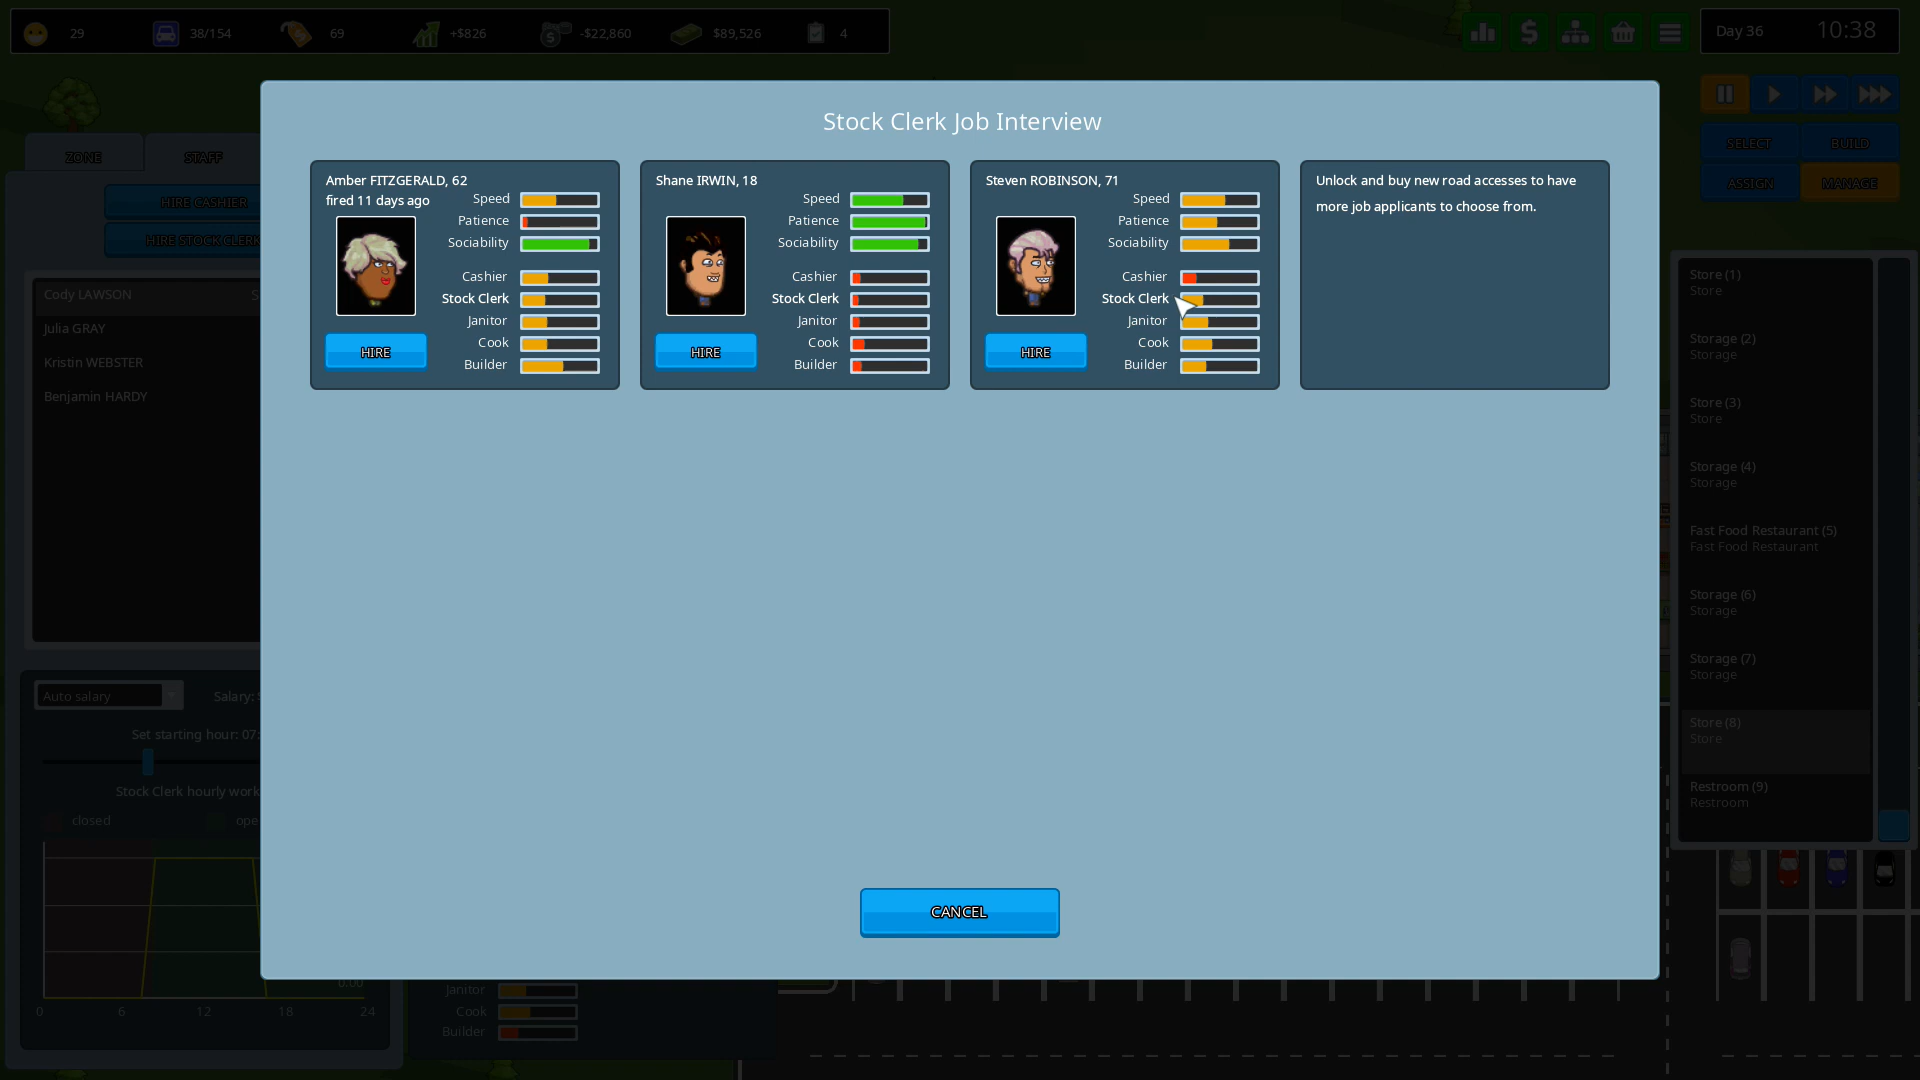 29
38/154
69
+$826
-$22,860
$89,526
4
Day 36
10:38
SELECT
BUILD
ASSIGN
MANAGE
ZONE
STAFF
HIRE CASHIER
HIRE STOCK CLERK
Cody LAWSON
Julia GRAY
Kristin WEBSTER
Benjamin HARDY
Auto salary
Salary:
Set starting hour: 07:
Stock Clerk hourly work
closed
ope
0.00
0
6
12
18
24
Stock Clerk Job Interview
Amber FITZGERALD, 62
fired 11 days ago
Speed
Patience
Sociability
Cashier
Stock Clerk
Janitor
Cook
Builder
HIRE
Shane IRWIN, 18
Speed
Patience
Sociability
Cashier
Stock Clerk
Janitor
Cook
Builder
HIRE
Steven ROBINSON, 71
Speed
Patience
Sociability
Cashier
Stock Clerk
Janitor
Cook
Builder
HIRE
Unlock and buy new road accesses to have
more job applicants to choose from.
CANCEL
Janitor
Cook
Builder
Store (1)
Store
Storage (2)
Storage
Store (3)
Store
Storage (4)
Storage
Fast Food Restaurant (5)
Fast Food Restaurant
Storage (6)
Storage
Storage (7)
Storage
Store (8)
Store
Restroom (9)
Restroom